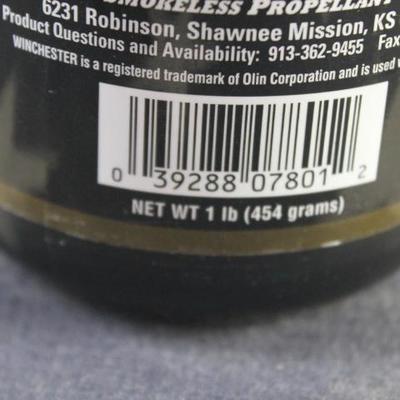 SMOKELESS PROPELLANT
6231 Robinson, Shawnee Mission, KS
Product Questions and Availability: 913-362-9455 Fax
WINCHESTER is a registered trademark of Olin Corporation and is used
0 39288 07801 2
NET WT 1 lb (454 grams)